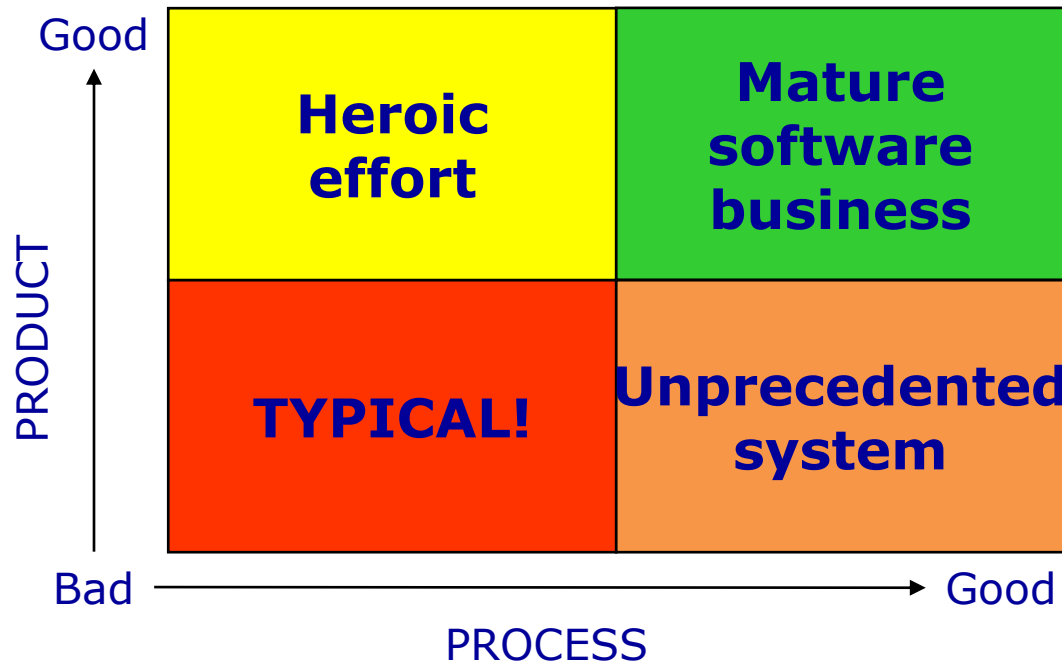 Good
Heroic
effort
Mature
software
business
PRODUCT
TYPICAL!
Unprecedented
system
Bad
Good
PROCESS